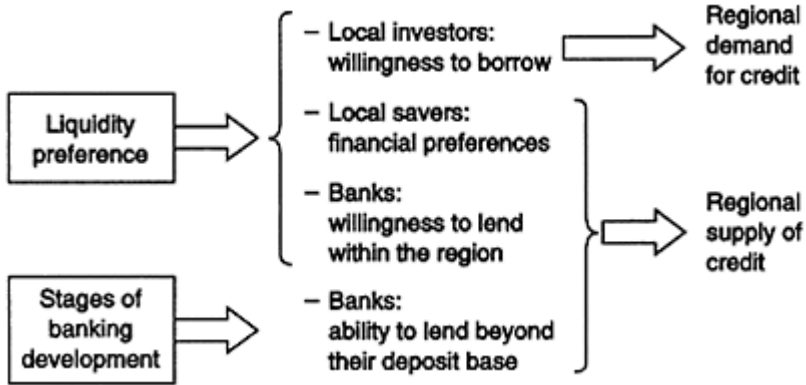 Liquidity
preference
Stages of
banking
development
– Local investors:
willingness to borrow
– Local savers:
financial preferences
– Banks:
willingness to lend
within the region
– Banks:
ability to lend beyond
their deposit base
Regional
demand
for credit
Regional
supply of
credit